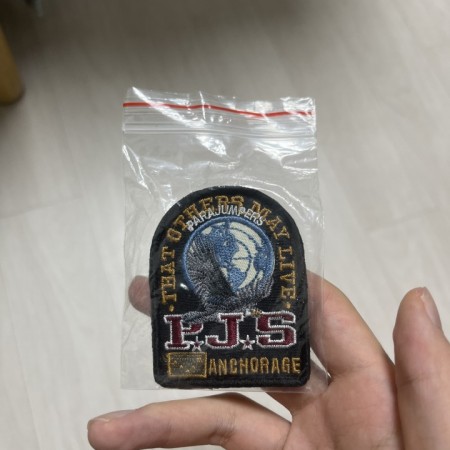 ·THAT OTHERS MAY LIVE·
PARAJUMPERS
P.J.S
ANCHORAGE